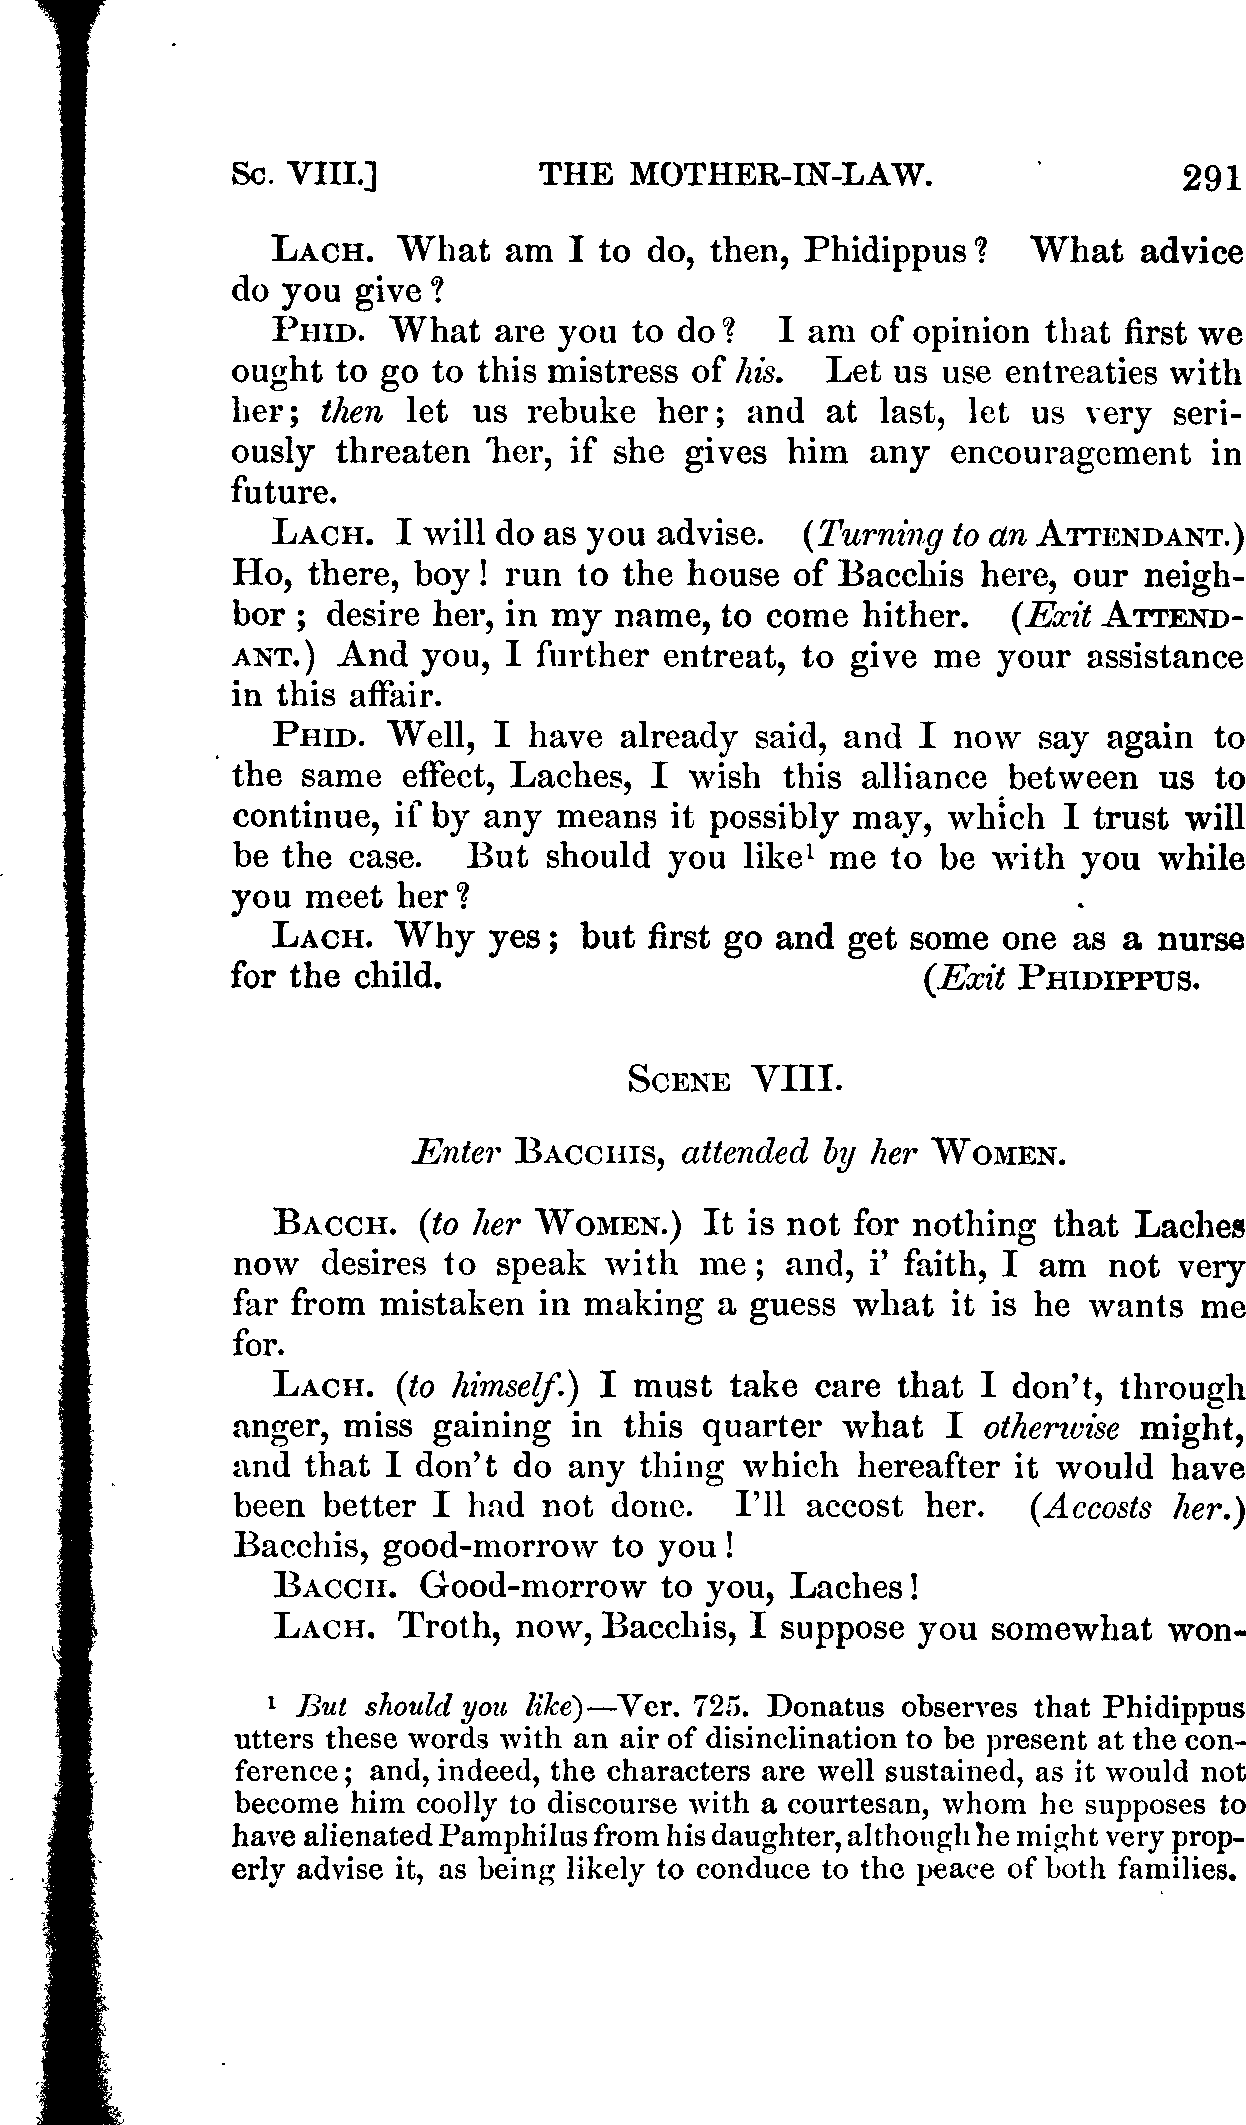 Sc. VIII.] THE MOTHER-IN-LAW. 291
LACH. What am I to do, then, Phidippus? What advice
do you give?
PHID. What are you to do? I am of opinion that first we
ought to go to this mistress of his. Let us use entreaties with
her; then let us rebuke her; and at last, let us very seri-
ously threaten her, if she gives him any encouragement in
future.
LACH. I will do as you advise. (Turning to an ATTENDANT.)
Ho, there, boy! run to the house of Bacchis here, our neigh-
bor; desire her, in my name, to come hither. (Exit ATTEND-
ANT.) And you, I further entreat, to give me your assistance
in this affair.
PHID. Well, I have already said, and I now say again to
the same effect, Laches, I wish this alliance between us to
continue, if by any means it possibly may, which I trust will
be the case. But should you like¹ me to be with you while
you meet her?
LACH. Why yes; but first go and get some one as a nurse
for the child. (Exit PHIDIPPUS.
SCENE VIII.
Enter BACCHIS, attended by her WOMEN.
BACCH. (to her WOMEN.) It is not for nothing that Laches
now desires to speak with me; and, i' faith, I am not very
far from mistaken in making a guess what it is he wants me
for.
LACH. (to himself.) I must take care that I don't, through
anger, miss gaining in this quarter what I otherwise might,
and that I don't do any thing which hereafter it would have
been better I had not done. I'll accost her. (Accosts her.)
Bacchis, good-morrow to you!
BACCH. Good-morrow to you, Laches!
LACH. Troth, now, Bacchis, I suppose you somewhat won-
¹ But should you like)—Ver. 725. Donatus observes that Phidippus
utters these words with an air of disinclination to be present at the con-
ference; and, indeed, the characters are well sustained, as it would not
become him coolly to discourse with a courtesan, whom he supposes to
have alienated Pamphilus from his daughter, although he might very prop-
erly advise it, as being likely to conduce to the peace of both families.